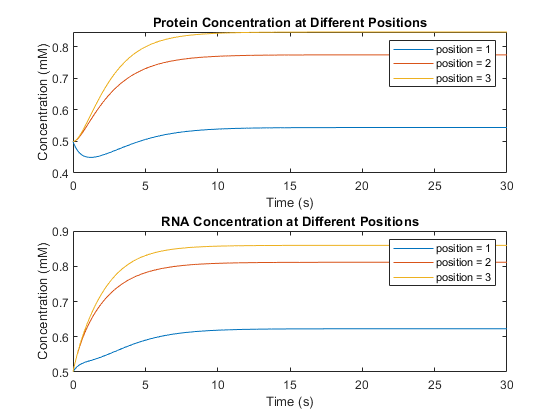 Protein Concentration at Different Positions
Concentration (mM)
0.8
0.7
0.6
0.5
0.4
position = 1
position = 2
position = 3
0 5 10 15 20 25 30
Time (s)
RNA Concentration at Different Positions
Concentration (mM)
0.9
0.8
0.7
0.6
0.5
position = 1
position = 2
position = 3
0 5 10 15 20 25 30
Time (s)